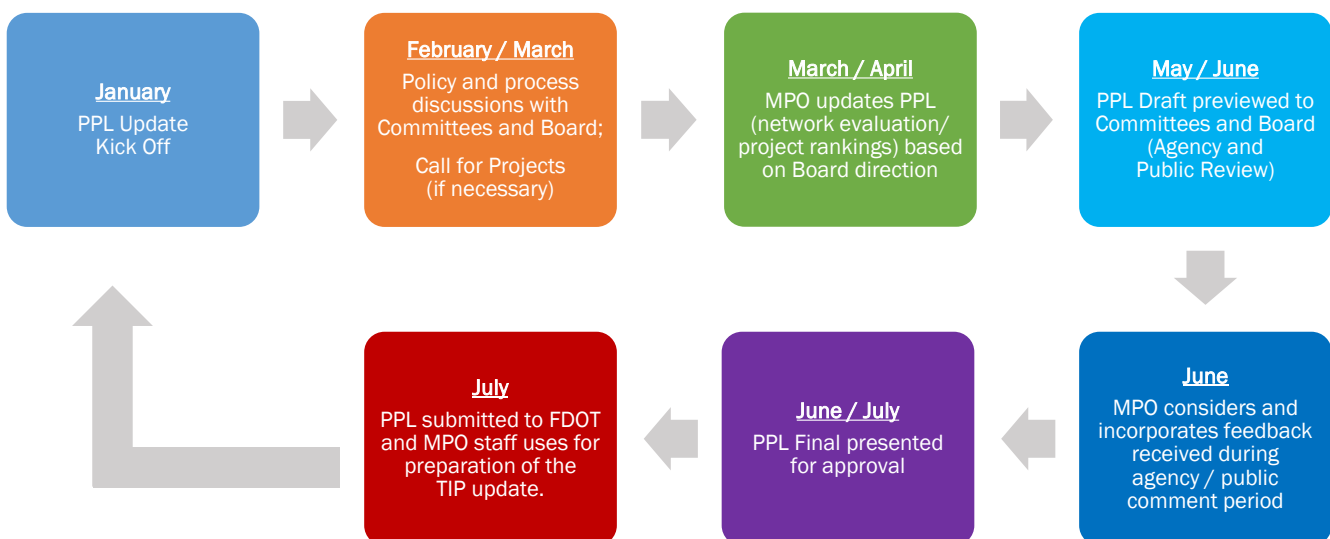 January
PPL Update
Kick Off
February / March
Policy and process
discussions with
Committees and Board;
Call for Projects
(if necessary)
March / April
MPO updates PPL
(network evaluation/
project rankings) based
on Board direction
May / June
PPL Draft previewed to
Committees and Board
(Agency and
Public Review)
June
MPO considers and
incorporates feedback
received during
agency / public
comment period
June / July
PPL Final presented
for approval
July
PPL submitted to FDOT
and MPO staff uses for
preparation of the
TIP update.